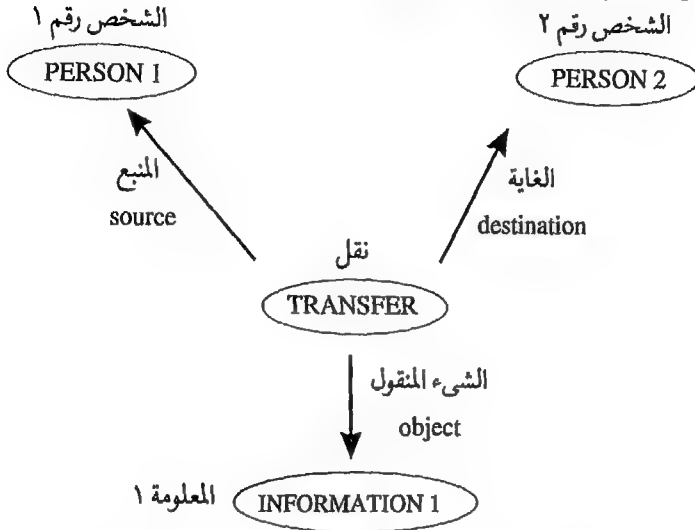 الشخص رقم ١
الشخص رقم ٢
PERSON 1
PERSON 2
المنبع
source
الغاية
destination
نقل
TRANSFER
الشىء المنقول
object
المعلومة ١
INFORMATION 1